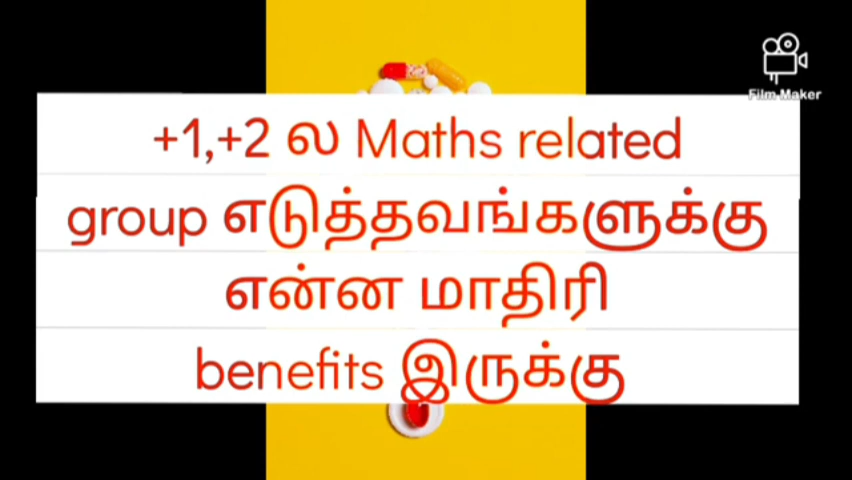 Film Maker
+1,+2 ல Maths related
group எடுத்தவங்களுக்கு
என்ன மாதிரி
benefits இருக்கு